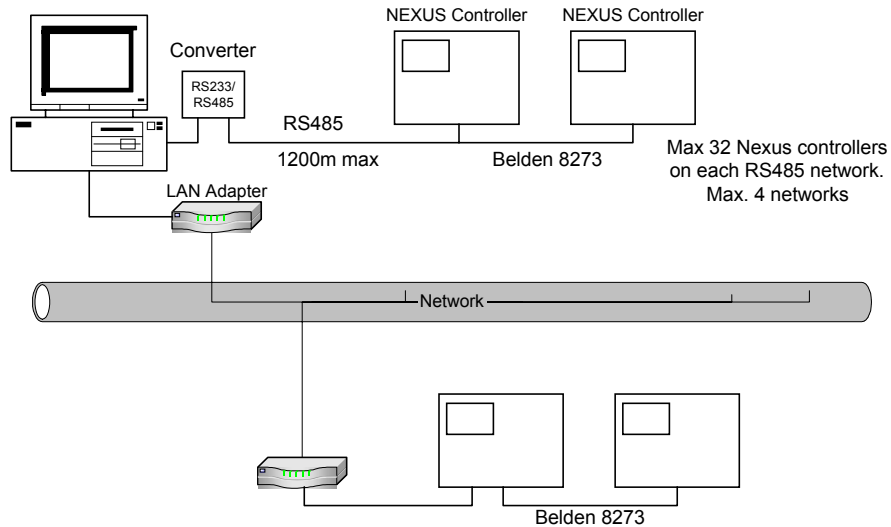 NEXUS Controller
NEXUS Controller
Converter
RS233/
RS485
RS485
1200m max
Belden 8273
Max 32 Nexus controllers
on each RS485 network.
Max. 4 networks
LAN Adapter
Network
Belden 8273